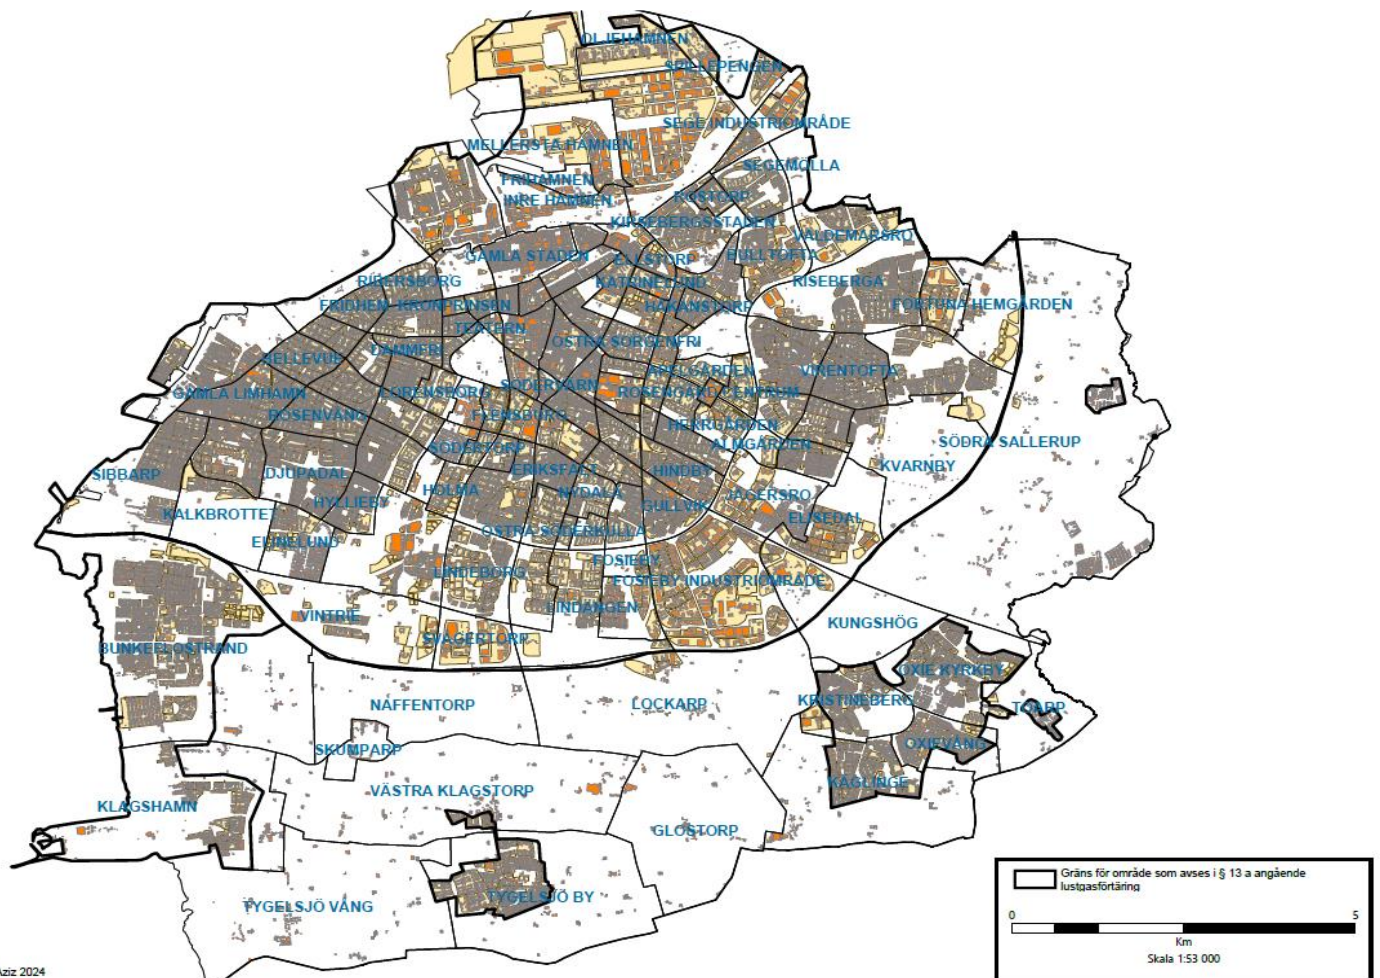 OLJEHAMNEN
SPILLEPENGEN
SEGE INDUSTRIOMRÅDE
MELLERSTA HAMNEN
SEGEMÖLLA
FRIHAMNEN
ROSTORP
INRE HAMNEN
KIRSEBERGSSTADEN
VALDEMARSRO
GAMLA STADEN
ELLSTORP
BULLTOFTA
RIBERSBORG
KATRINELUND
RISEBERGA
FRIDHEM
KRONPRINSEN
HÅKANSTORP
FORTUNA HEMGÅRDEN
TEATERN
ÖSTRA SORGENFRI
BELLEVUE
DAMMFRI
APELGÅRDEN
VIRENTOFTA
GAMLA LIMHAMN
LORENSBORG
SÖDERVÄRN
ROSENGÅRD CENTRUM
ROSENVÅNG
FLENSBURG
HERRGÅRDEN
SÖDERTORP
ALMGÅRDEN
SÖDRA SALLERUP
SIBBARP
DJUPADAL
ERIKSFÄLT
HINDBY
KVARNBY
HOLMA
NYDALA
JÄGERSRO
HYLLIEBY
GULLVIK
KALKBROTTET
ELISEDAL
ÖSTRA SÖDERKULLA
ELINELUND
FOSIEBY
LINDEBORG
FOSIEBY INDUSTRIOMRÅDE
LINDÄNGEN
VINTRIE
KUNGSHÖG
SVÅGERTORP
BUNKEFLOSTRAND
OXIE KYRKBY
KRISTINEBERG
NAFFENTORP
LOCKARP
TOARP
OXIEVÅNG
SKUMPARP
KÄGLINGE
VÄSTRA KLAGSTORP
KLAGSHAMN
GLOSTORP
TYGELSJÖ BY
TYGELSJÖ VÅNG
Gräns för område som avses i § 13 a angående
lustgasförtäring
0 5
Km
Skala 1:53 000
Aziz 2024